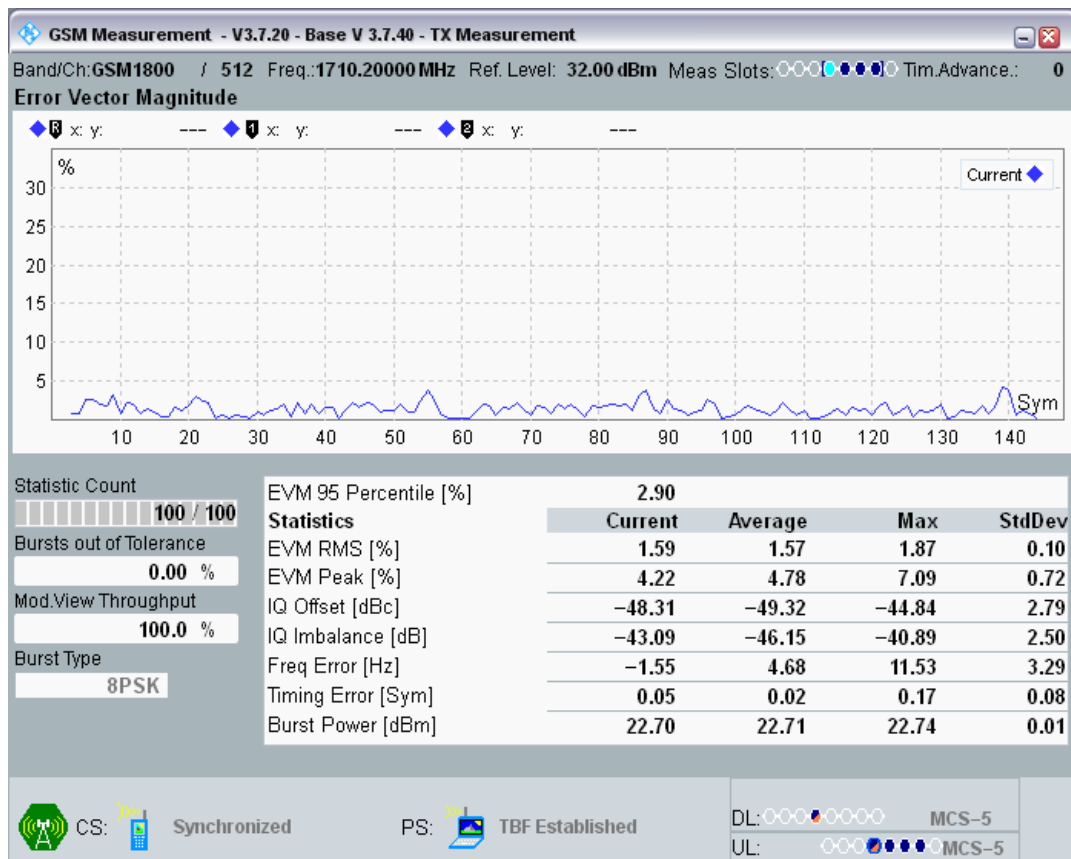 GSM Measurement - V3.7.20 - Base V 3.7.40 - TX Measurement
Band/Ch:GSM1800 / 512 Freq.:1710.20000 MHz Ref. Level: 32.00 dBm Meas Slots: Tim.Advance.: 0
Error Vector Magnitude
R x: y: --- 1 x: y: --- 2 x: y: ---
%
Current
30
25
20
15
10
5
Sym
10 20 30 40 50 60 70 80 90 100 110 120 130 140
Statistic Count
100 / 100
Bursts out of Tolerance
0.00 %
Mod.View Throughput
100.0 %
Burst Type
8PSK
EVM 95 Percentile [%] 2.90
Statistics Current Average Max StdDev
EVM RMS [%] 1.59 1.57 1.87 0.10
EVM Peak [%] 4.22 4.78 7.09 0.72
IQ Offset [dBc] −48.31 −49.32 −44.84 2.79
IQ Imbalance [dB] −43.09 −46.15 −40.89 2.50
Freq Error [Hz] −1.55 4.68 11.53 3.29
Timing Error [Sym] 0.05 0.02 0.17 0.08
Burst Power [dBm] 22.70 22.71 22.74 0.01
CS: Synchronized PS: TBF Established
DL: MCS−5
UL: MCS−5